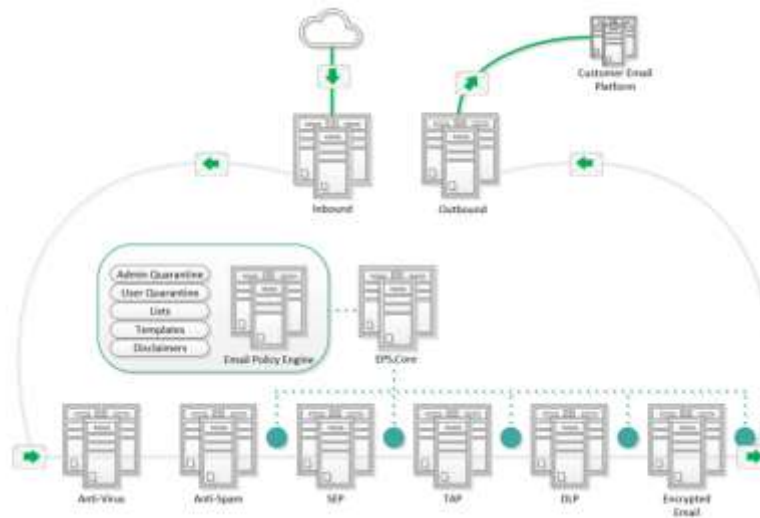 Customer Email
Platform
Inbound
Outbound
Admin Quarantine
User Quarantine
Lists
Templates
Disclaimers
Email Policy Engine
EPS.Core
Anti-Virus
Anti-Spam
SEP
TAP
DLP
Encrypted
Email